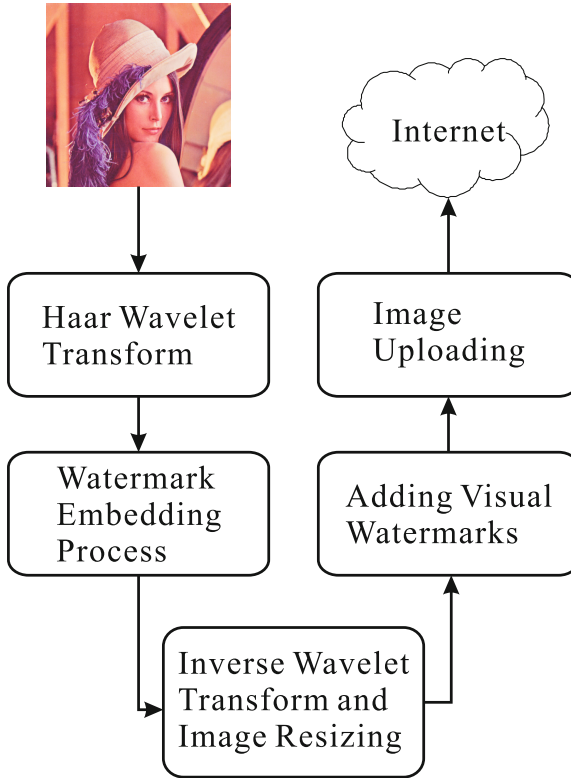 Haar Wavelet
Transform
Watermark
Embedding
Process
Inverse Wavelet
Transform and
Image Resizing
Adding Visual
Watermarks
Image
Uploading
Internet